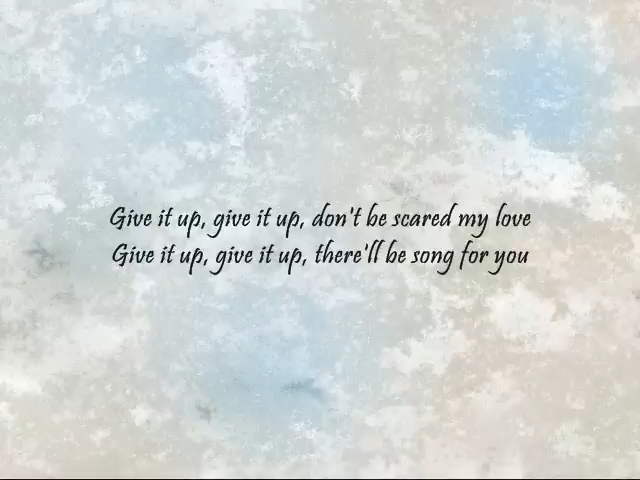 Give it up, give it up, don't be scared my love
Give it up, give it up, there'll be song for you